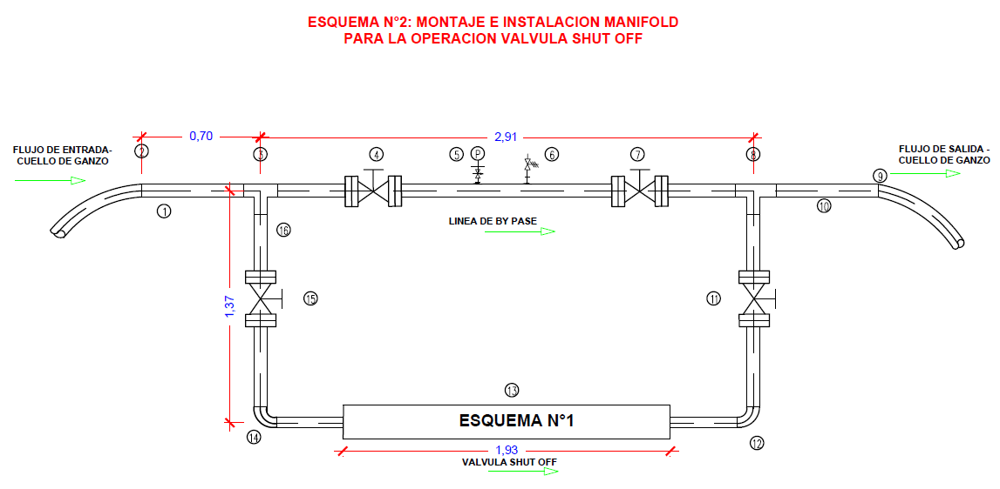 ESQUEMA N°2: MONTAJE E INSTALACION MANIFOLD
PARA LA OPERACION VALVULA SHUT OFF
0,70
2,91
FLUJO DE ENTRADA-
CUELLO DE GANZO
2
3
4
5
P
6
7
8
FLUJO DE SALIDA -
CUELLO DE GANZO
9
1
10
LINEA DE BY PASE
16
1,37
15
11
13
ESQUEMA N°1
14
12
1,93
VALVULA SHUT OFF